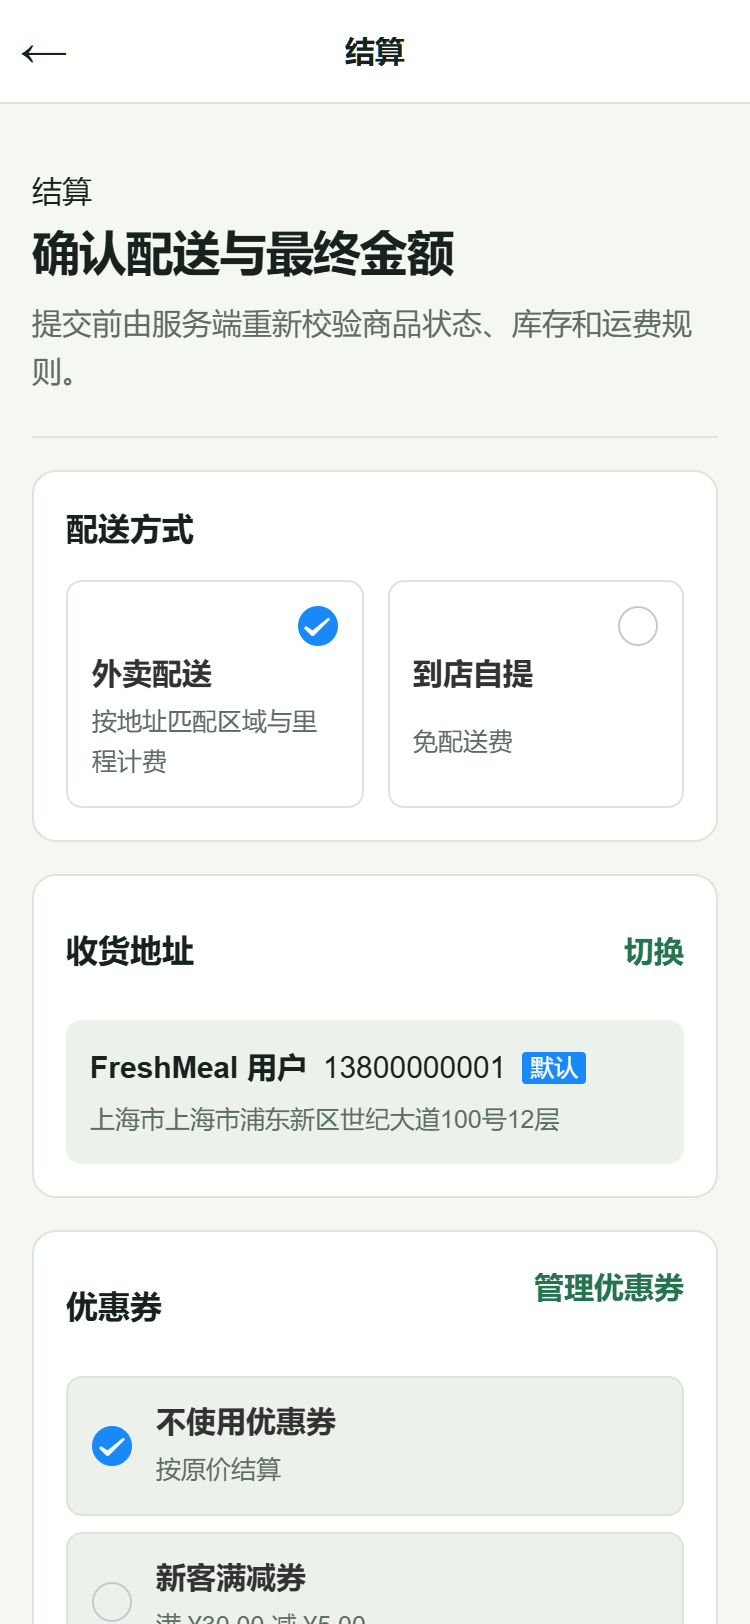 结算
结算
确认配送与最终金额
提交前由服务端重新校验商品状态、库存和运费规
则。
配送方式
外卖配送
按地址匹配区域与里
程计费
到店自提
免配送费
收货地址
切换
FreshMeal 用户 13800000001 默认
上海市上海市浦东新区世纪大道100号12层
管理优惠券
优惠券
不使用优惠券
按原价结算
新客满减券
满 ¥30.00 减 ¥5.00